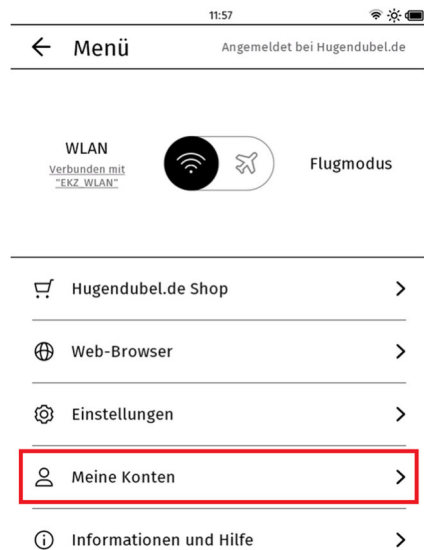 11:57
Menü
Angemeldet bei Hugendubel.de
WLAN
Verbunden mit
"EKZ_WLAN"
Flugmodus
Hugendubel.de Shop
Web-Browser
Einstellungen
Meine Konten
Informationen und Hilfe